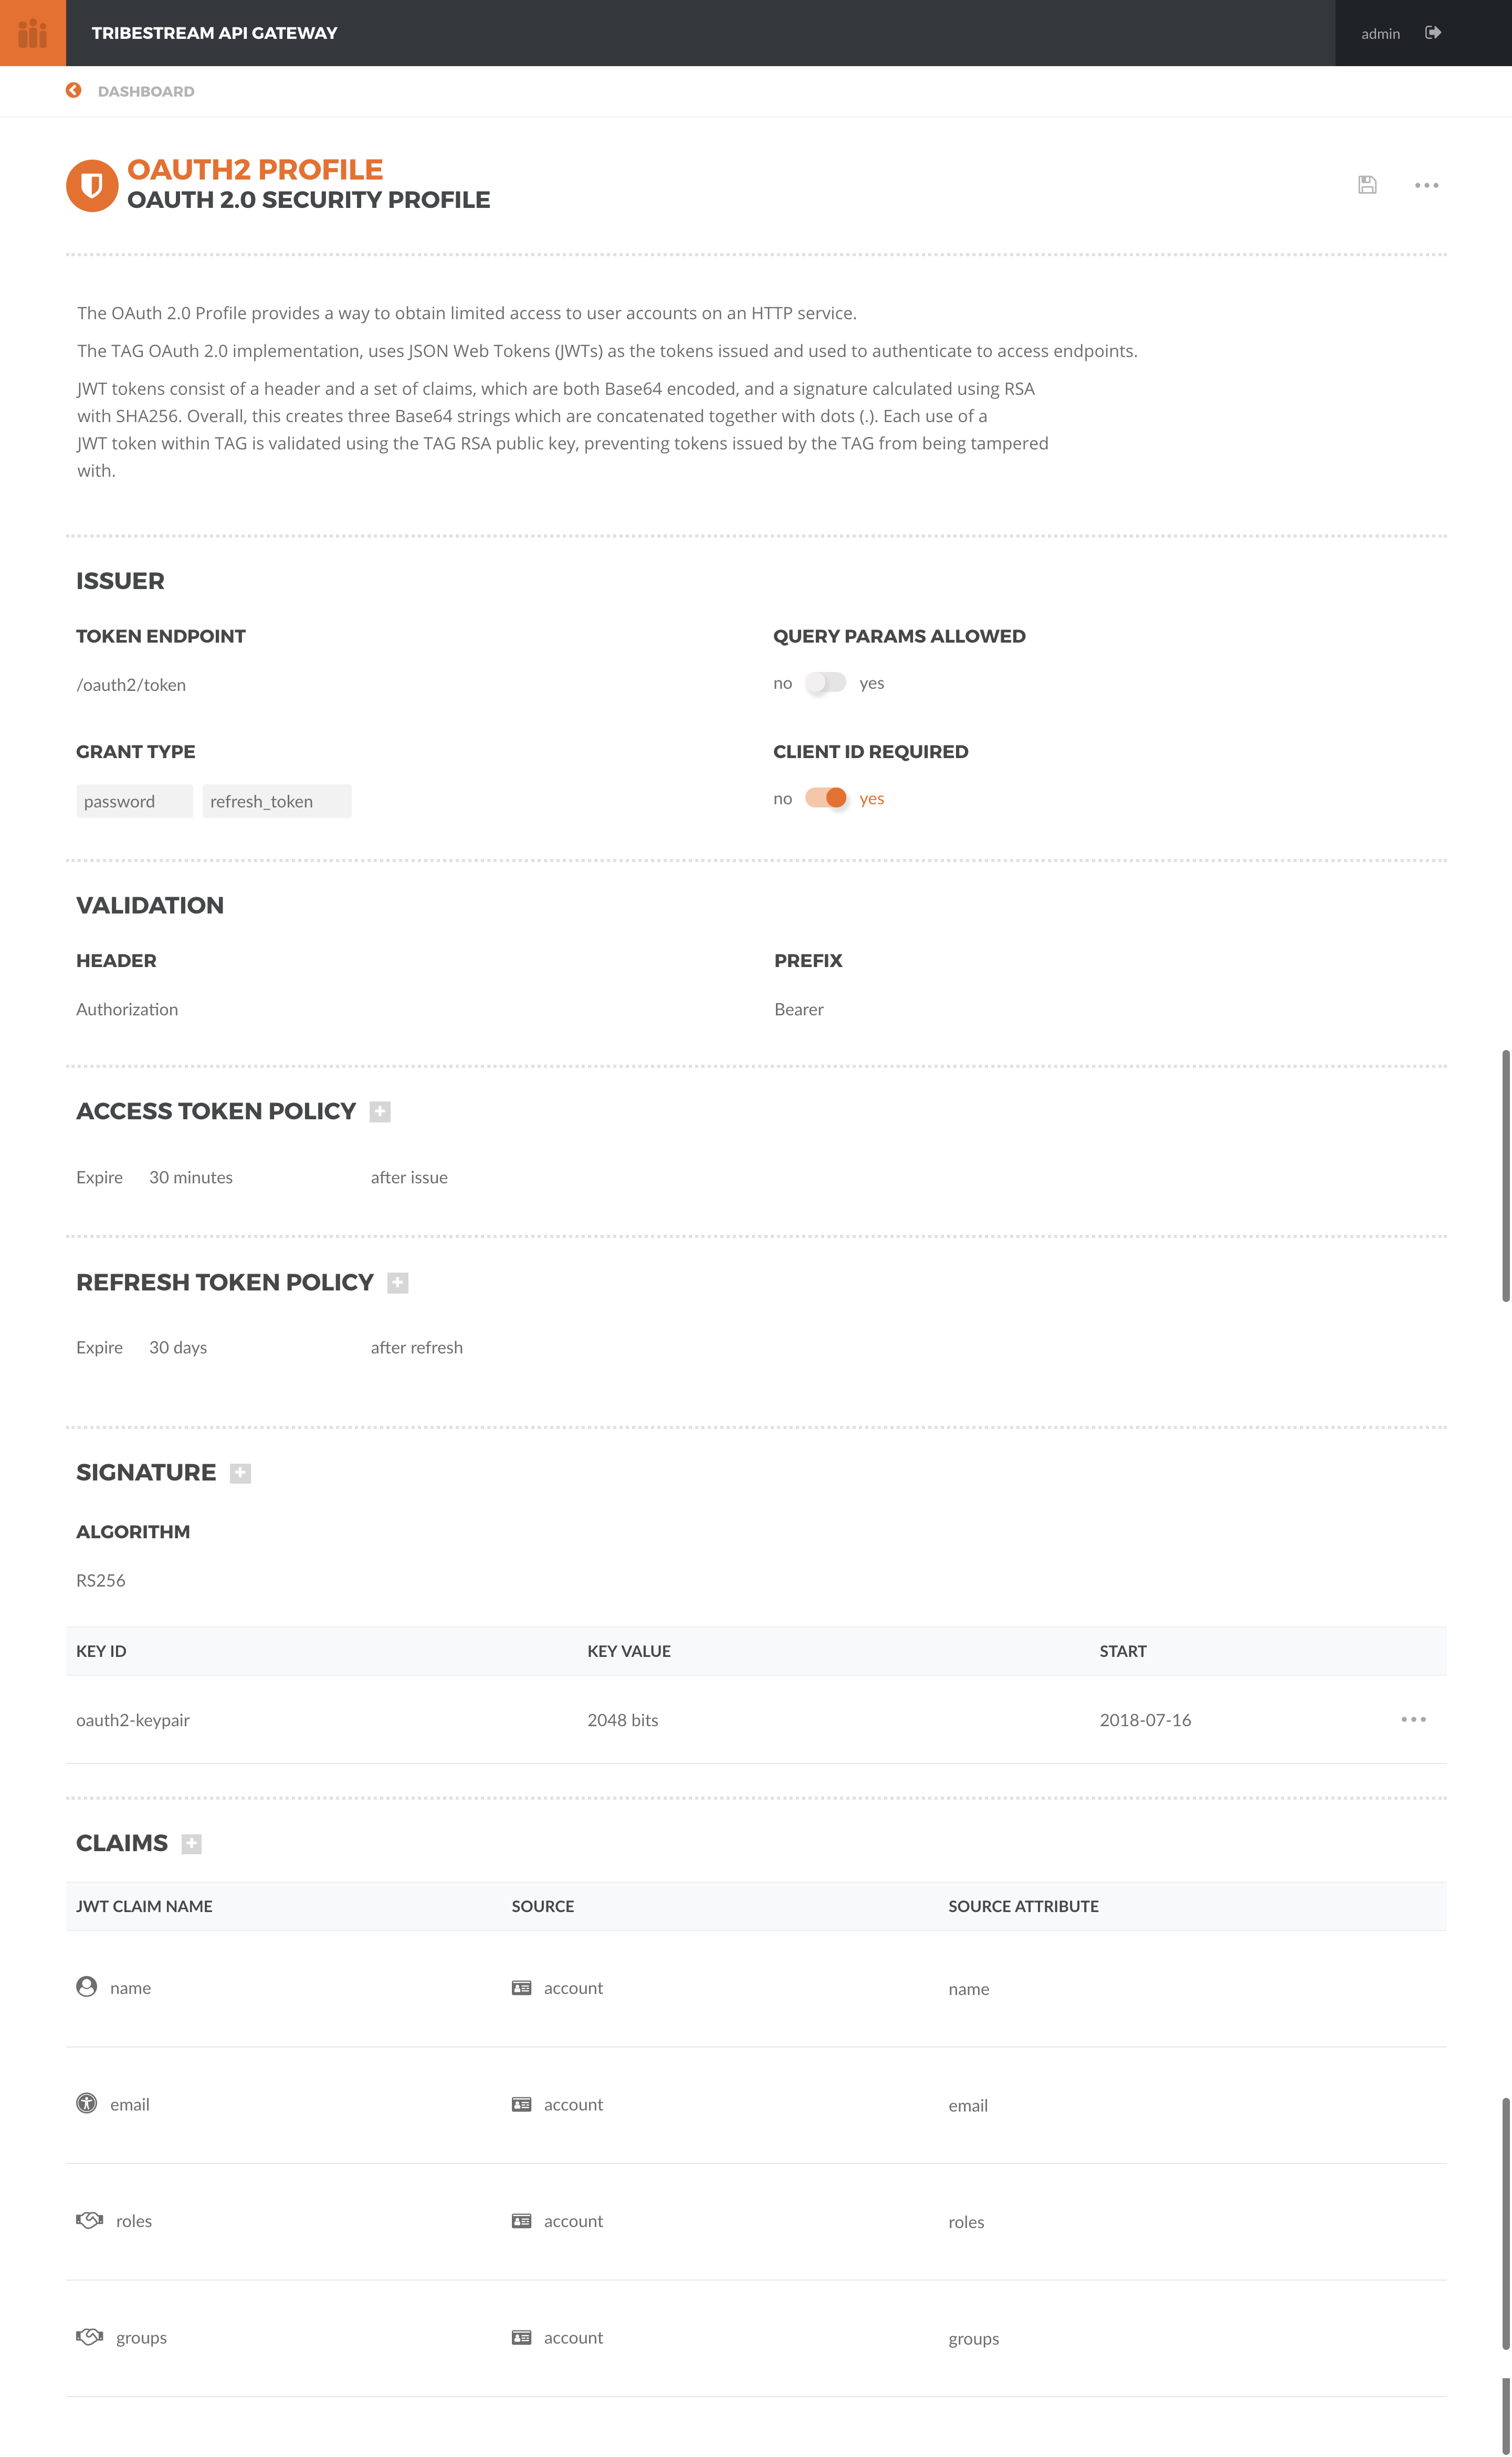 TRIBESTREAM API GATEWAY
admin
DASHBOARD
OAUTH2 PROFILE
OAUTH 2.0 SECURITY PROFILE
The OAuth 2.0 Profile provides a way to obtain limited access to user accounts on an HTTP service.
The TAG OAuth 2.0 implementation, uses JSON Web Tokens (JWTs) as the tokens issued and used to authenticate to access endpoints.
JWT tokens consist of a header and a set of claims, which are both Base64 encoded, and a signature calculated using RSA
with SHA256. Overall, this creates three Base64 strings which are concatenated together with dots (.). Each use of a
JWT token within TAG is validated using the TAG RSA public key, preventing tokens issued by the TAG from being tampered
with.
ISSUER
TOKEN ENDPOINT QUERY PARAMS ALLOWED
/oauth2/token no yes
GRANT TYPE CLIENT ID REQUIRED
password refresh_token no yes
VALIDATION
HEADER PREFIX
Authorization Bearer
ACCESS TOKEN POLICY
Expire 30 minutes after issue
REFRESH TOKEN POLICY
Expire 30 days after refresh
SIGNATURE
ALGORITHM
RS256
KEY ID KEY VALUE START
oauth2-keypair 2048 bits 2018-07-16
CLAIMS
JWT CLAIM NAME SOURCE SOURCE ATTRIBUTE
name account name
email account email
roles account roles
groups account groups